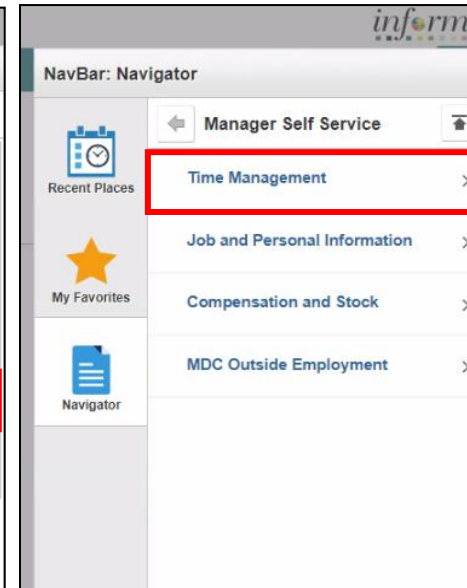 inform
NavBar: Navigator
Manager Self Service
Recent Places
Time Management
Job and Personal Information
My Favorites
Compensation and Stock
MDC Outside Employment
Navigator